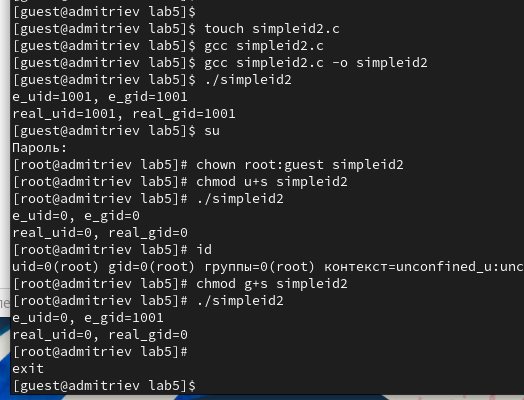 [guest@admitriev lab5]$
[guest@admitriev lab5]$ touch simpleid2.c
[guest@admitriev lab5]$ gcc simpleid2.c
[guest@admitriev lab5]$ gcc simpleid2.c -o simpleid2
[guest@admitriev lab5]$ ./simpleid2
e_uid=1001, e_gid=1001
real_uid=1001, real_gid=1001
[guest@admitriev lab5]$ su
Пароль:
[root@admitriev lab5]# chown root:guest simpleid2
[root@admitriev lab5]# chmod u+s simpleid2
[root@admitriev lab5]# ./simpleid2
e_uid=0, e_gid=0
real_uid=0, real_gid=0
[root@admitriev lab5]# id
uid=0(root) gid=0(root) группы=0(root) контекст=unconfined_u:unc
[root@admitriev lab5]# chmod g+s simpleid2
[root@admitriev lab5]# ./simpleid2
e_uid=0, e_gid=1001
real_uid=0, real_gid=0
[root@admitriev lab5]#
exit
[guest@admitriev lab5]$